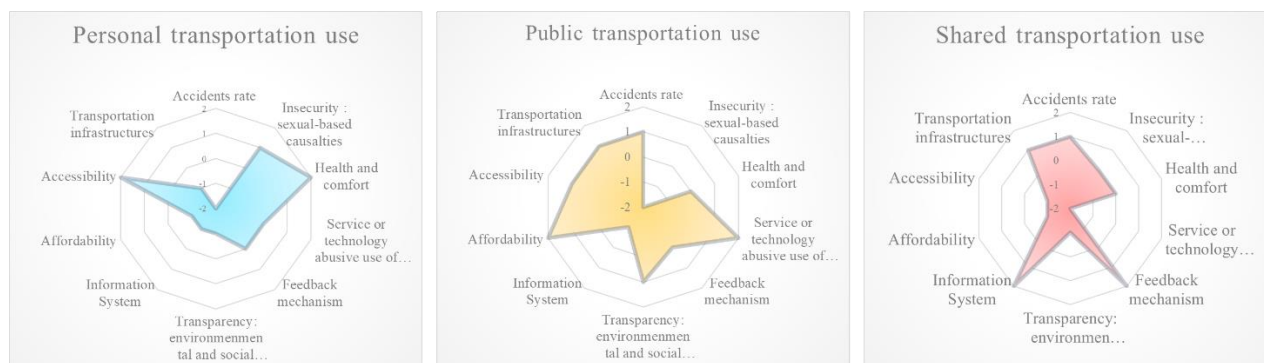 Personal transportation use
Accidents rate
Insecurity :
sexual-based
causalties
Health and
comfort
Service or
technology
abusive use of…
Feedback
mechanism
Transparency:
environmenmen
tal and social…
Information
System
Affordability
Accessibility
Transportation
infrastructures
2
1
0
-1
-2
Public transportation use
Accidents rate
Insecurity :
sexual-based
causalties
Health and
comfort
Service or
technology
abusive use of…
Feedback
mechanism
Transparency:
environmenmen
tal and social…
Information
System
Affordability
Accessibility
Transportation
infrastructures
2
1
0
-1
-2
Shared transportation use
Accidents rate
Insecurity :
sexual-…
Health and
comfort
Service or
technology…
Feedback
mechanism
Transparency:
environmen…
Information
System
Affordability
Accessibility
Transportation
infrastructures
2
1
0
-1
-2